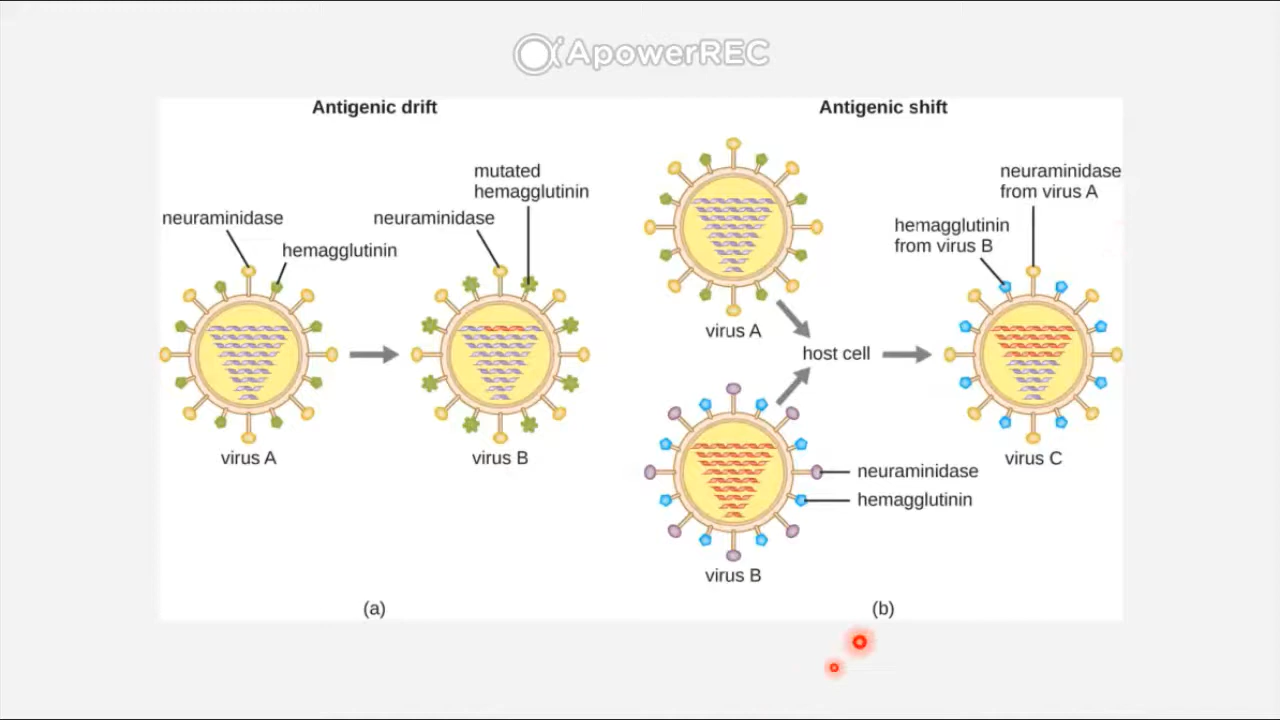 ApowerREC
Antigenic drift
neuraminidase
hemagglutinin
neuraminidase
mutated
hemagglutinin
virus A
virus B
(a)
Antigenic shift
virus A
host cell
neuraminidase
hemagglutinin
virus B
hemagglutinin
from virus B
neuraminidase
from virus A
virus C
(b)